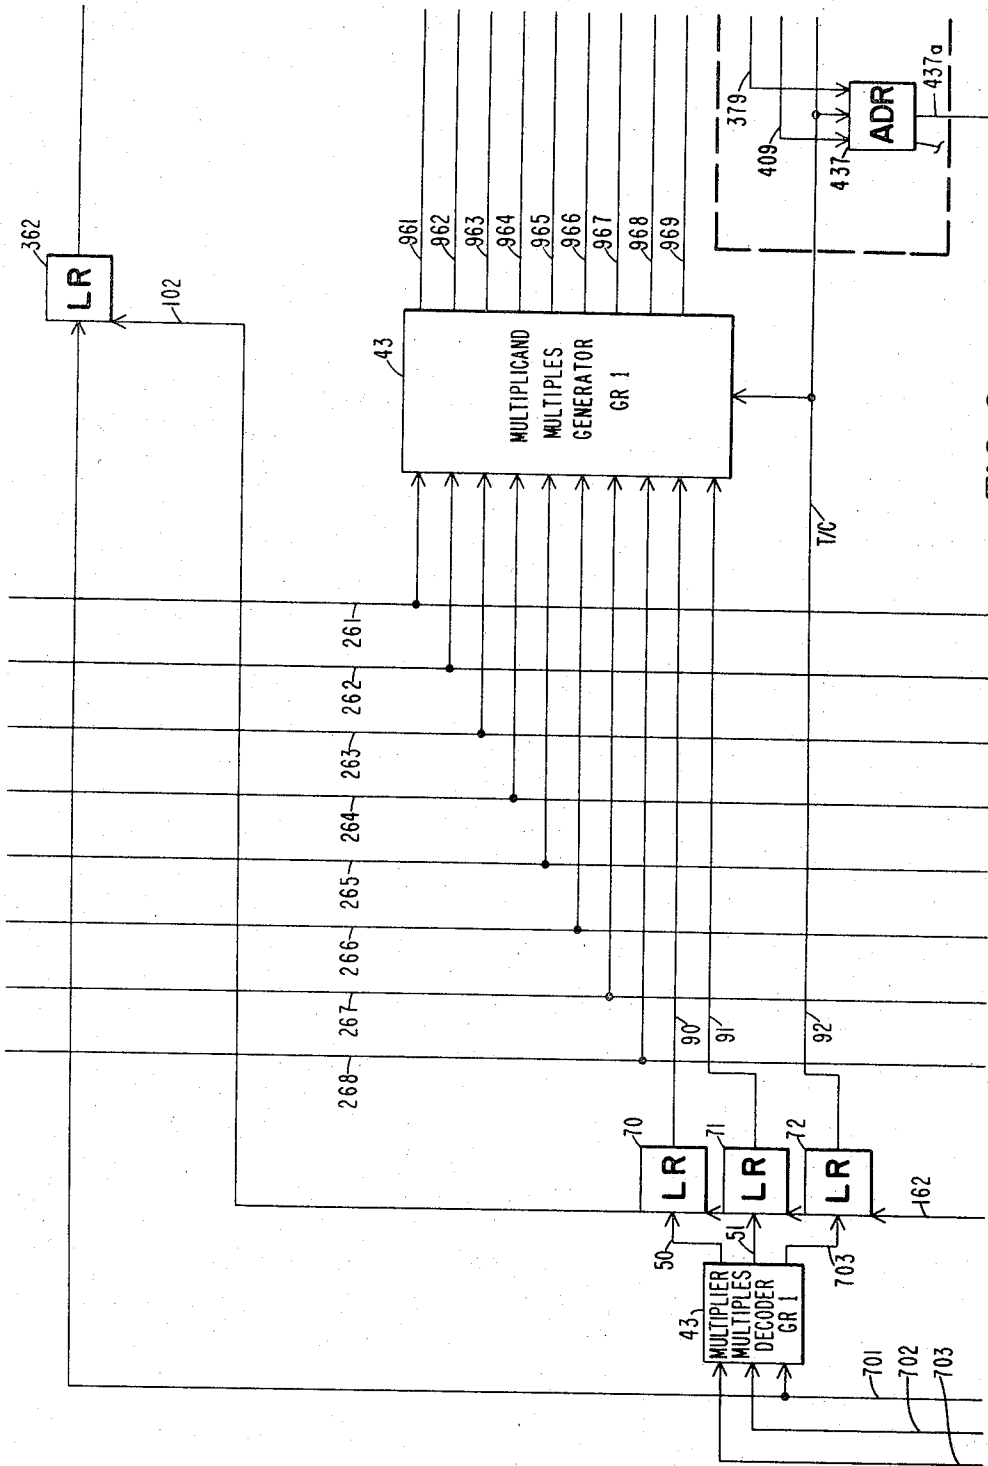 362
LR
102
43
MULTIPLICAND
MULTIPLES
GENERATOR
GR 1
961
962
963
964
965
966
967
968
969
379
409
437
ADR
437a
T/C
261
262
263
264
265
266
267
268
90
91
92
70
LR
71
LR
72
LR
162
50
51
703
43
MULTIPLIER
MULTIPLES
DECODER
GR 1
701
702
703